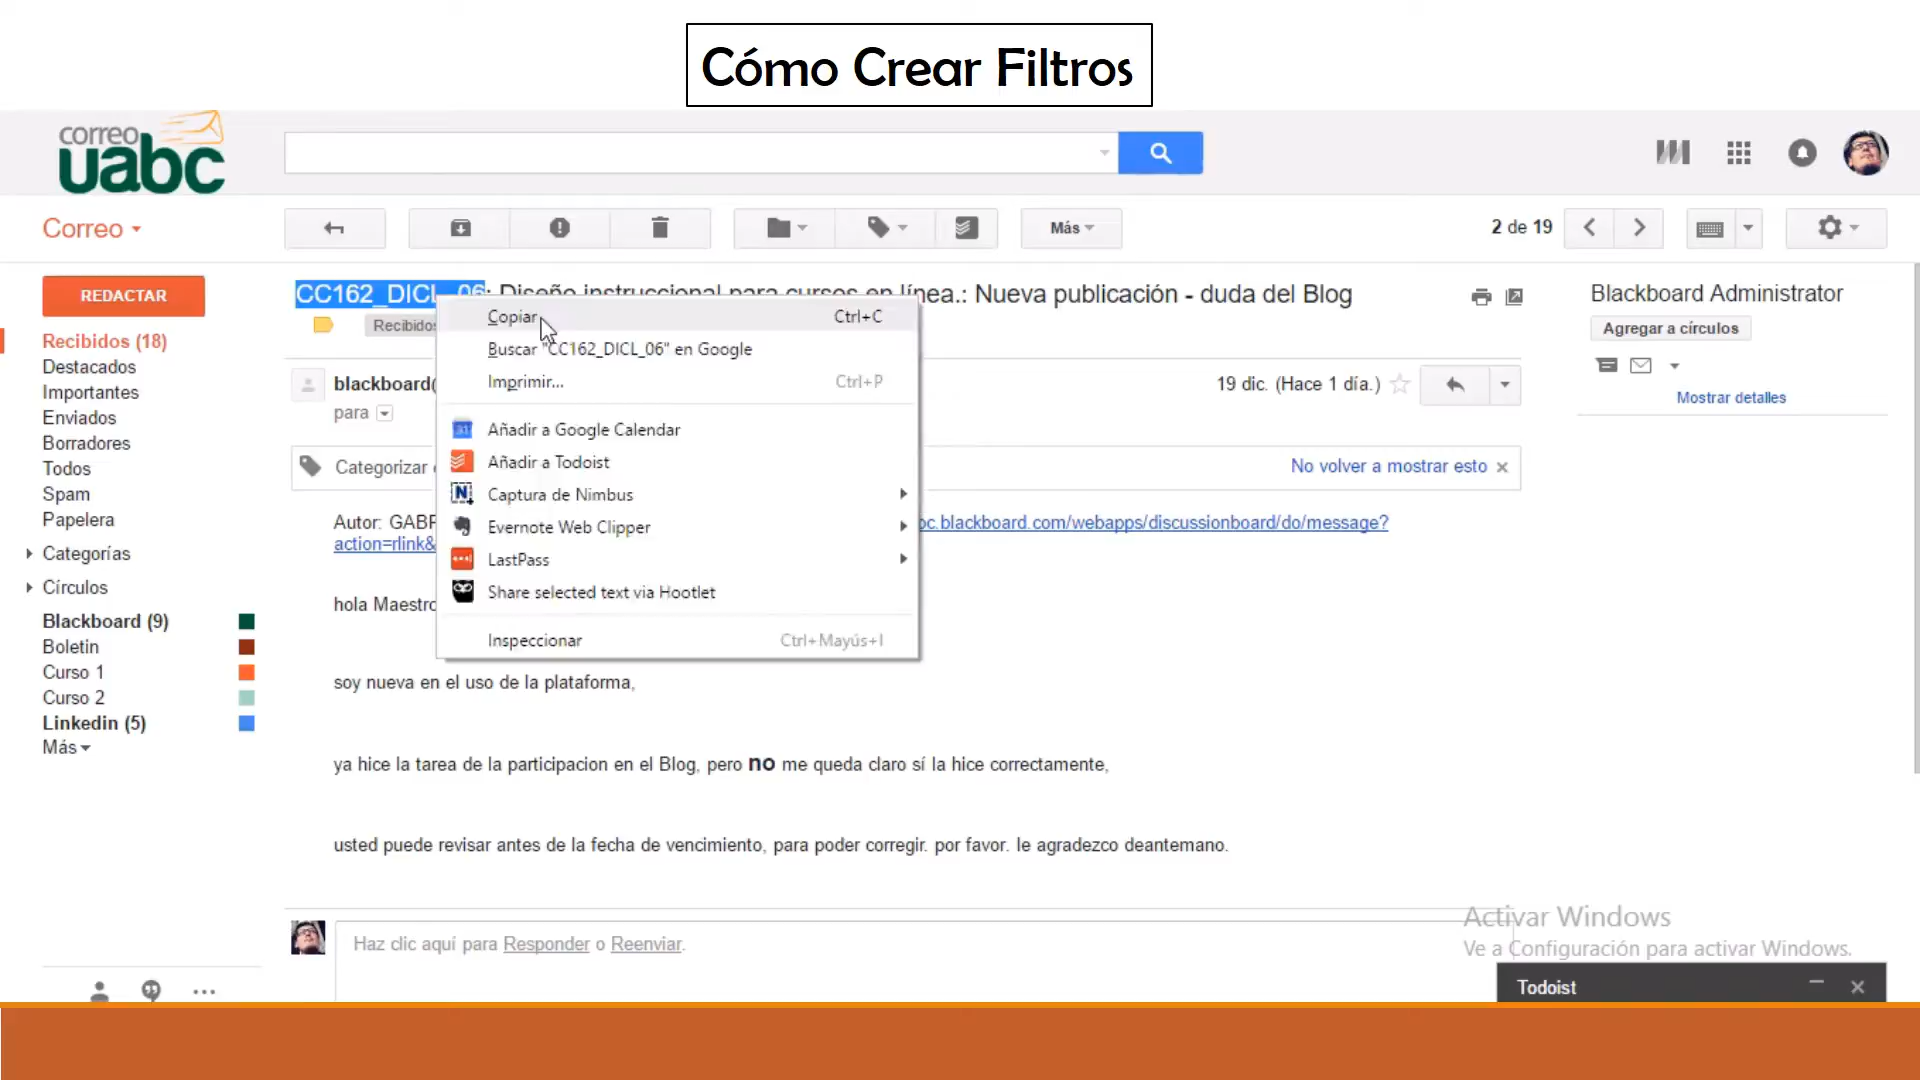 Cómo Crear Filtros
correo
uabc
Correo
Más
2 de 19
REDACTAR
CC162_DICL_06: Diseño instruccional para cursos en línea.: Nueva publicación - duda del Blog
Recibidos
Blackboard Administrator
Agregar a círculos
Mostrar detalles
Copiar Ctrl+C
Buscar "CC162_DICL_06" en Google
Imprimir... Ctrl+P
Añadir a Google Calendar
Añadir a Todoist
Captura de Nimbus
Evernote Web Clipper
LastPass
Share selected text via Hootlet
Inspeccionar Ctrl+Mayús+I
Recibidos (18)
Destacados
Importantes
Enviados
Borradores
Todos
Spam
Papelera
Categorías
Círculos
Blackboard (9)
Boletin
Curso 1
Curso 2
Linkedin (5)
Más
blackboard(
19 dic. (Hace 1 día.)
para
Categorizar
No volver a mostrar esto ×
Autor: GABR bc.blackboard.com/webapps/discussionboard/do/message?
action=rlink&
hola Maestro
soy nueva en el uso de la plataforma,
ya hice la tarea de la participacion en el Blog, pero no me queda claro sí la hice correctamente,
usted puede revisar antes de la fecha de vencimiento, para poder corregir. por favor. le agradezco deantemano.
Haz clic aquí para Responder o Reenviar.
Activar Windows
Ve a Configuración para activar Windows.
Todoist